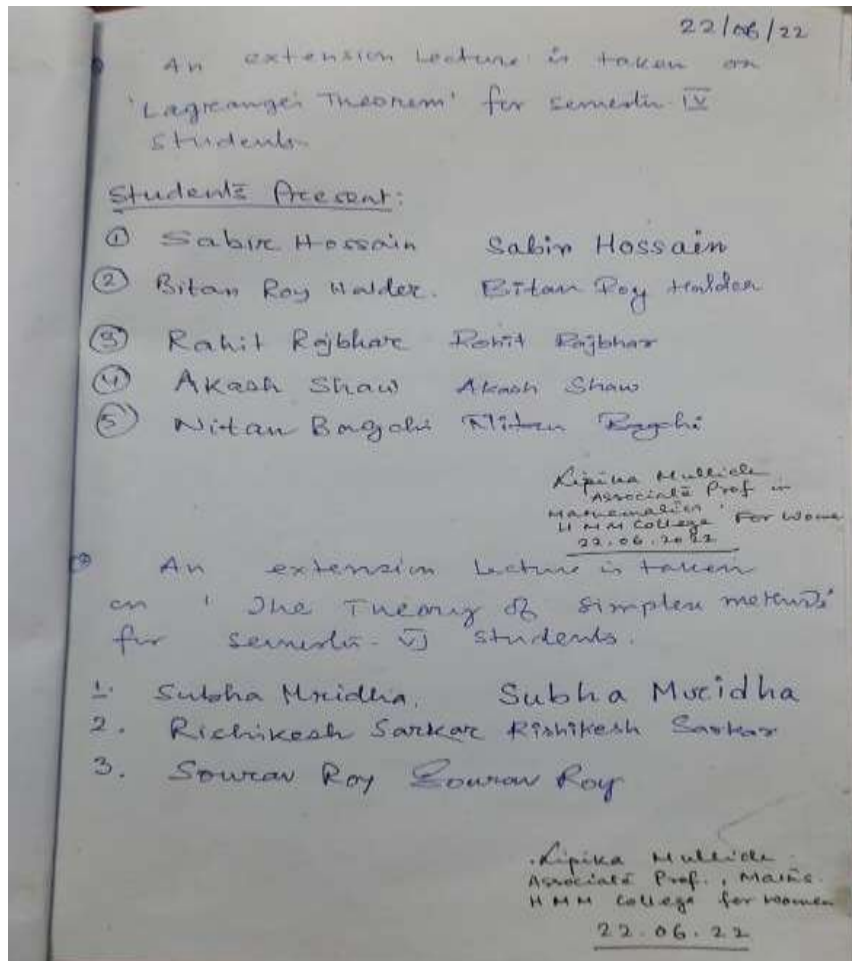 22/06/22
An extension Lecture is taken on
'Lagrange's Theorem' for semester-IV
students.
Students Present:
① Sabir Hossain Sabir Hossain
② Bitan Roy Halder. Bitan Roy Halder
③ Rahit Rajbhar Rohit Rajbhar
④ Akash Shaw Akash Shaw
⑤ Nitan Bagchi Nitan Bagchi
Lipika Mullick
Associate Prof in
Mathematics
HMM College For Women
22.06.2022
An extension Lecture is taken
on 'The Theory of simplex method'
for semester-VI students.
1. Subha Mridha. Subha Mridha
2. Rishikesh Sarkar Rishikesh Sarkar
3. Sourav Roy Sourav Roy
Lipika Mullick
Associate Prof., Maths.
HMM College for women
22.06.22